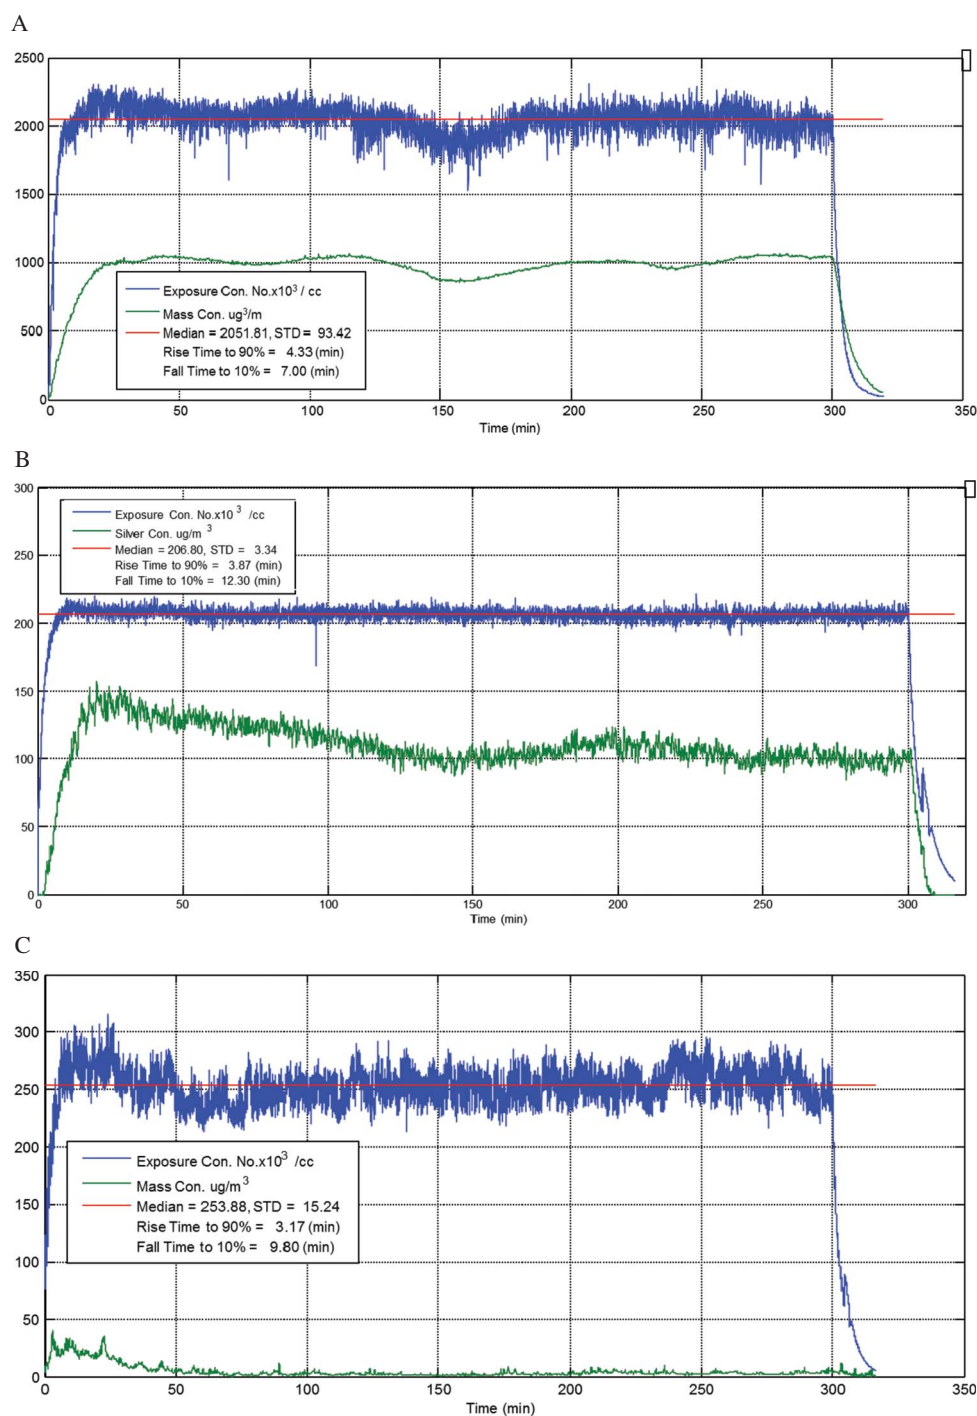 A
2500
2000
1500
1000
500
0
Exposure Con. No.x10³ / cc
Mass Con. ug³/m
Median = 2051.81, STD = 93.42
Rise Time to 90% = 4.33 (min)
Fall Time to 10% = 7.00 (min)
0 50 100 150 200 250 300 350
Time (min)
B
300
250
200
150
100
50
0
Exposure Con. No.x10 ³ /cc
Silver Con. ug/m ³
Median = 206.80, STD = 3.34
Rise Time to 90% = 3.87 (min)
Fall Time to 10% = 12.30 (min)
0 50 100 150 200 250 300
Time (min)
C
350
300
250
200
150
100
50
0
Exposure Con. No.x10³ /cc
Mass Con. ug/m³
Median = 253.88, STD = 15.24
Rise Time to 90% = 3.17 (min)
Fall Time to 10% = 9.80 (min)
0 50 100 150 200 250 300 350
Time (min)